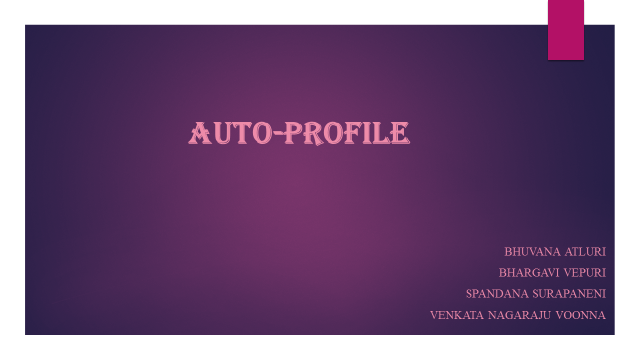 AUTO-PROFILE
BHUVANA ATLURI
BHARGAVI VEPURI
SPANDANA SURAPANENI
VENKATA NAGARAJU VOONNA